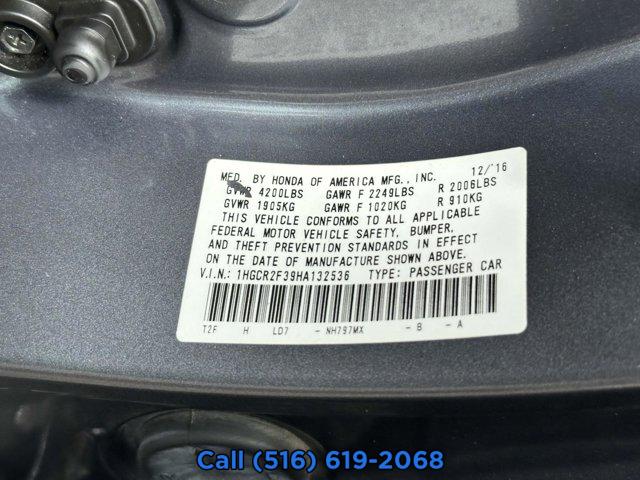 MFD. BY HONDA OF AMERICA MFG., INC. 12/'16
GVWR 4200LBS GAWR F 2249LBS R 2006LBS
GVWR 1905KG GAWR F 1020KG R 910KG
THIS VEHICLE CONFORMS TO ALL APPLICABLE
FEDERAL MOTOR VEHICLE SAFETY, BUMPER,
AND THEFT PREVENTION STANDARDS IN EFFECT
ON THE DATE OF MANUFACTURE SHOWN ABOVE.
V.I.N.: 1HGCR2F39HA132536 TYPE: PASSENGER CAR
T2F H LD7 - NH797MX - B - A
Call (516) 619-2068